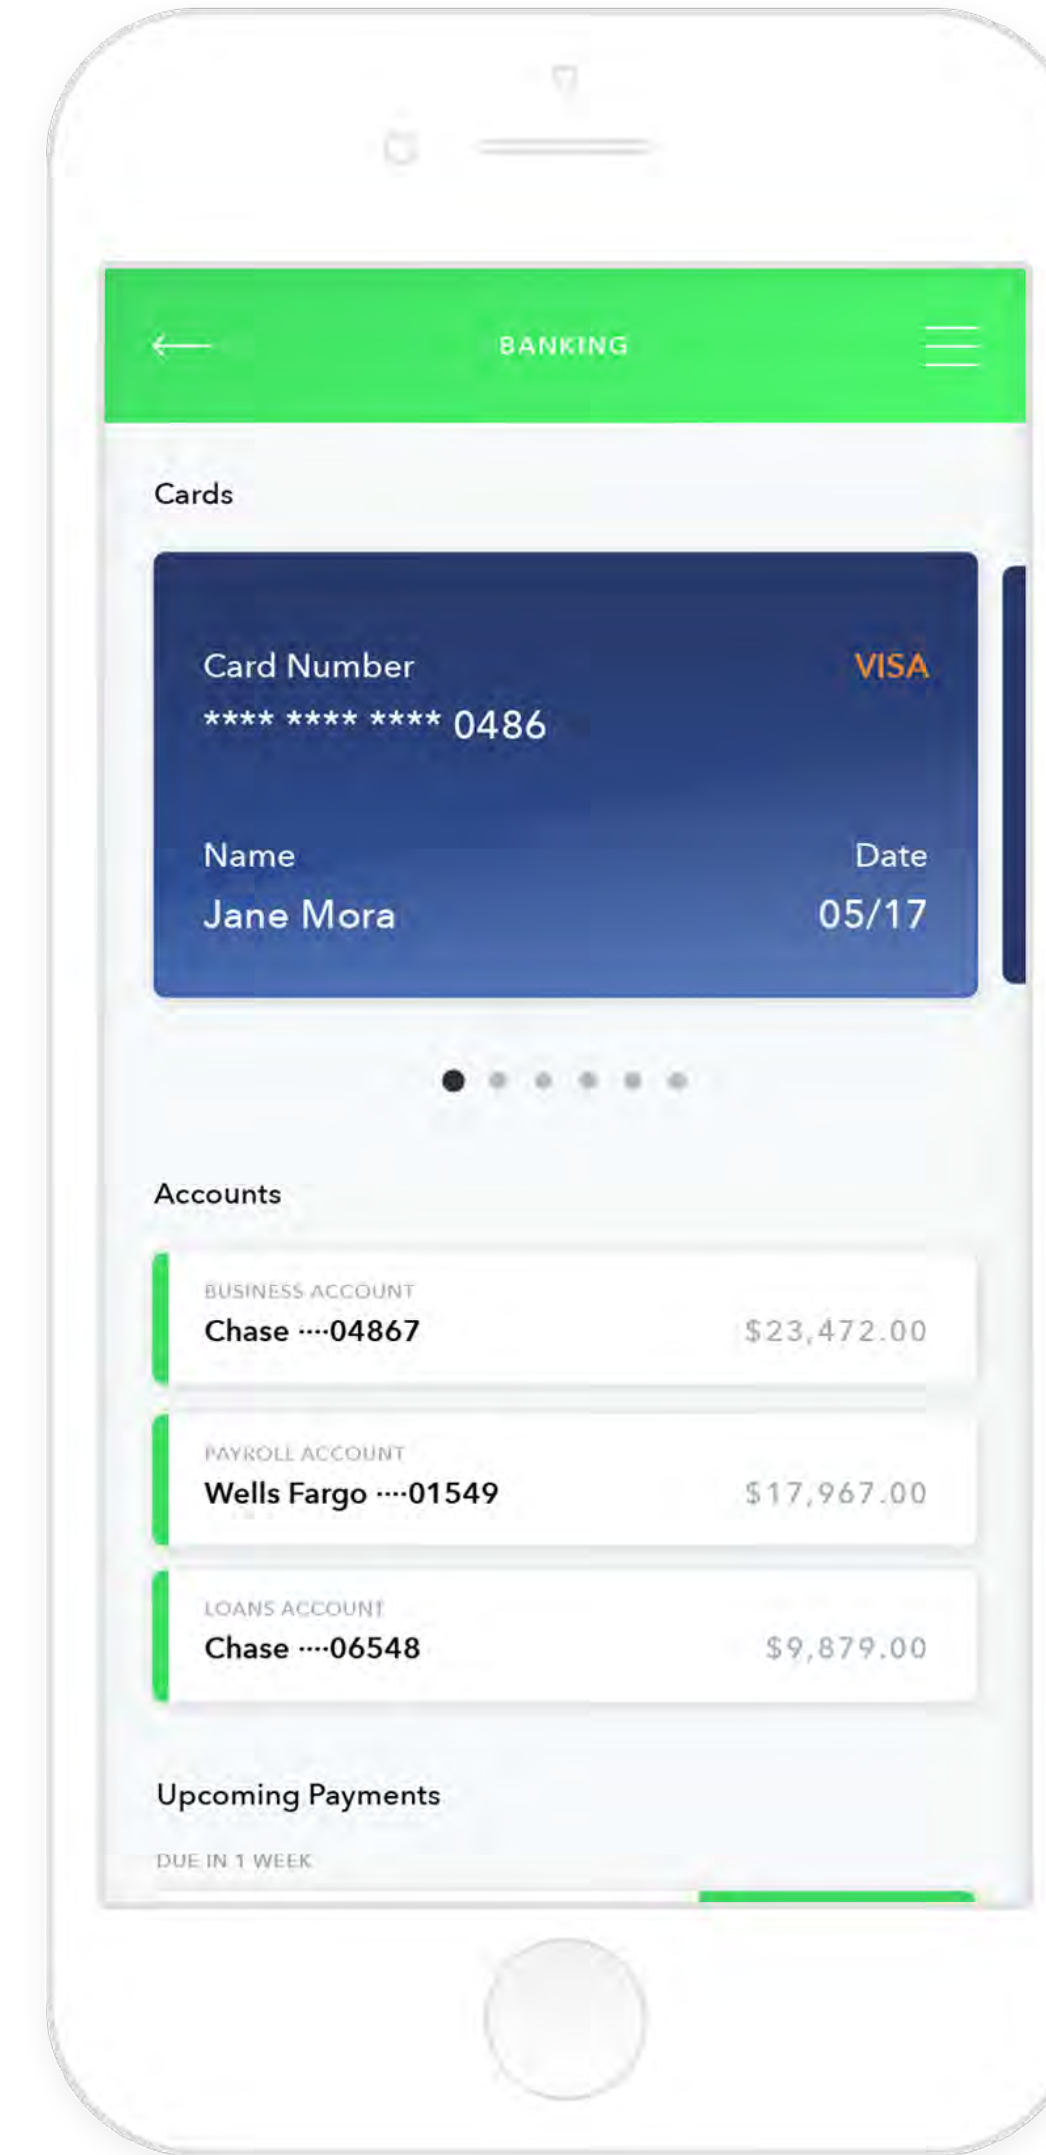 BANKING
Cards
Card Number VISA
**** **** **** 0486
Name Date
Jane Mora 05/17
Accounts
BUSINESS ACCOUNT
Chase ····04867 $23,472.00
PAYROLL ACCOUNT
Wells Fargo ····01549 $17,967.00
LOANS ACCOUNT
Chase ····06548 $9,879.00
Upcoming Payments
DUE IN 1 WEEK